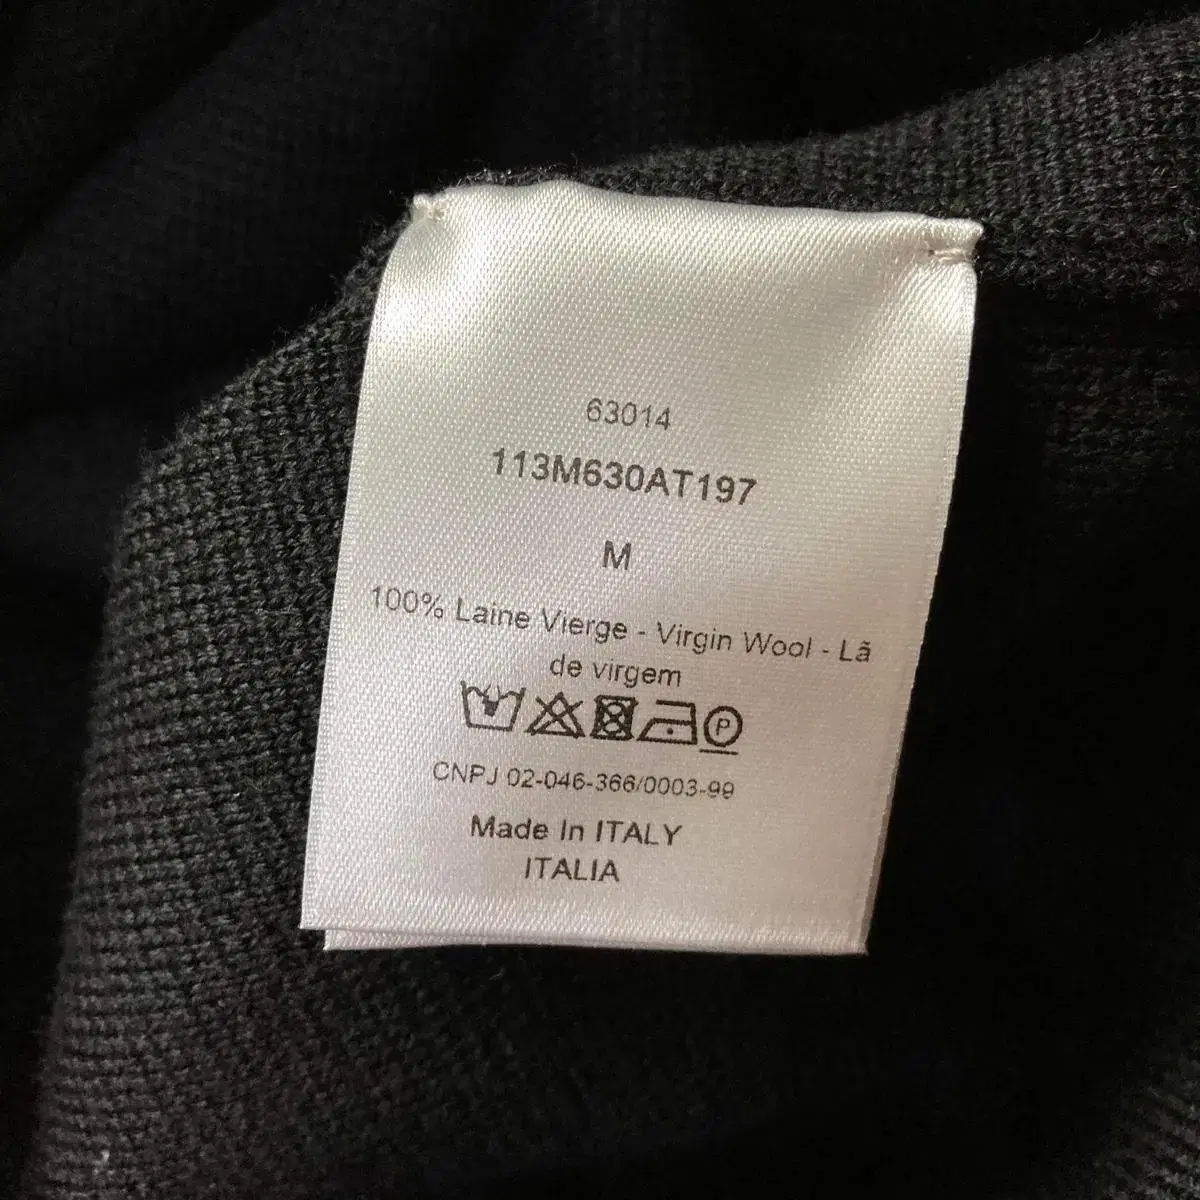 63014
113M630AT197
M
100% Laine Vierge - Virgin Wool - Lã
de virgem
P
CNPJ 02-046-366/0003-99
Made In ITALY
ITALIA